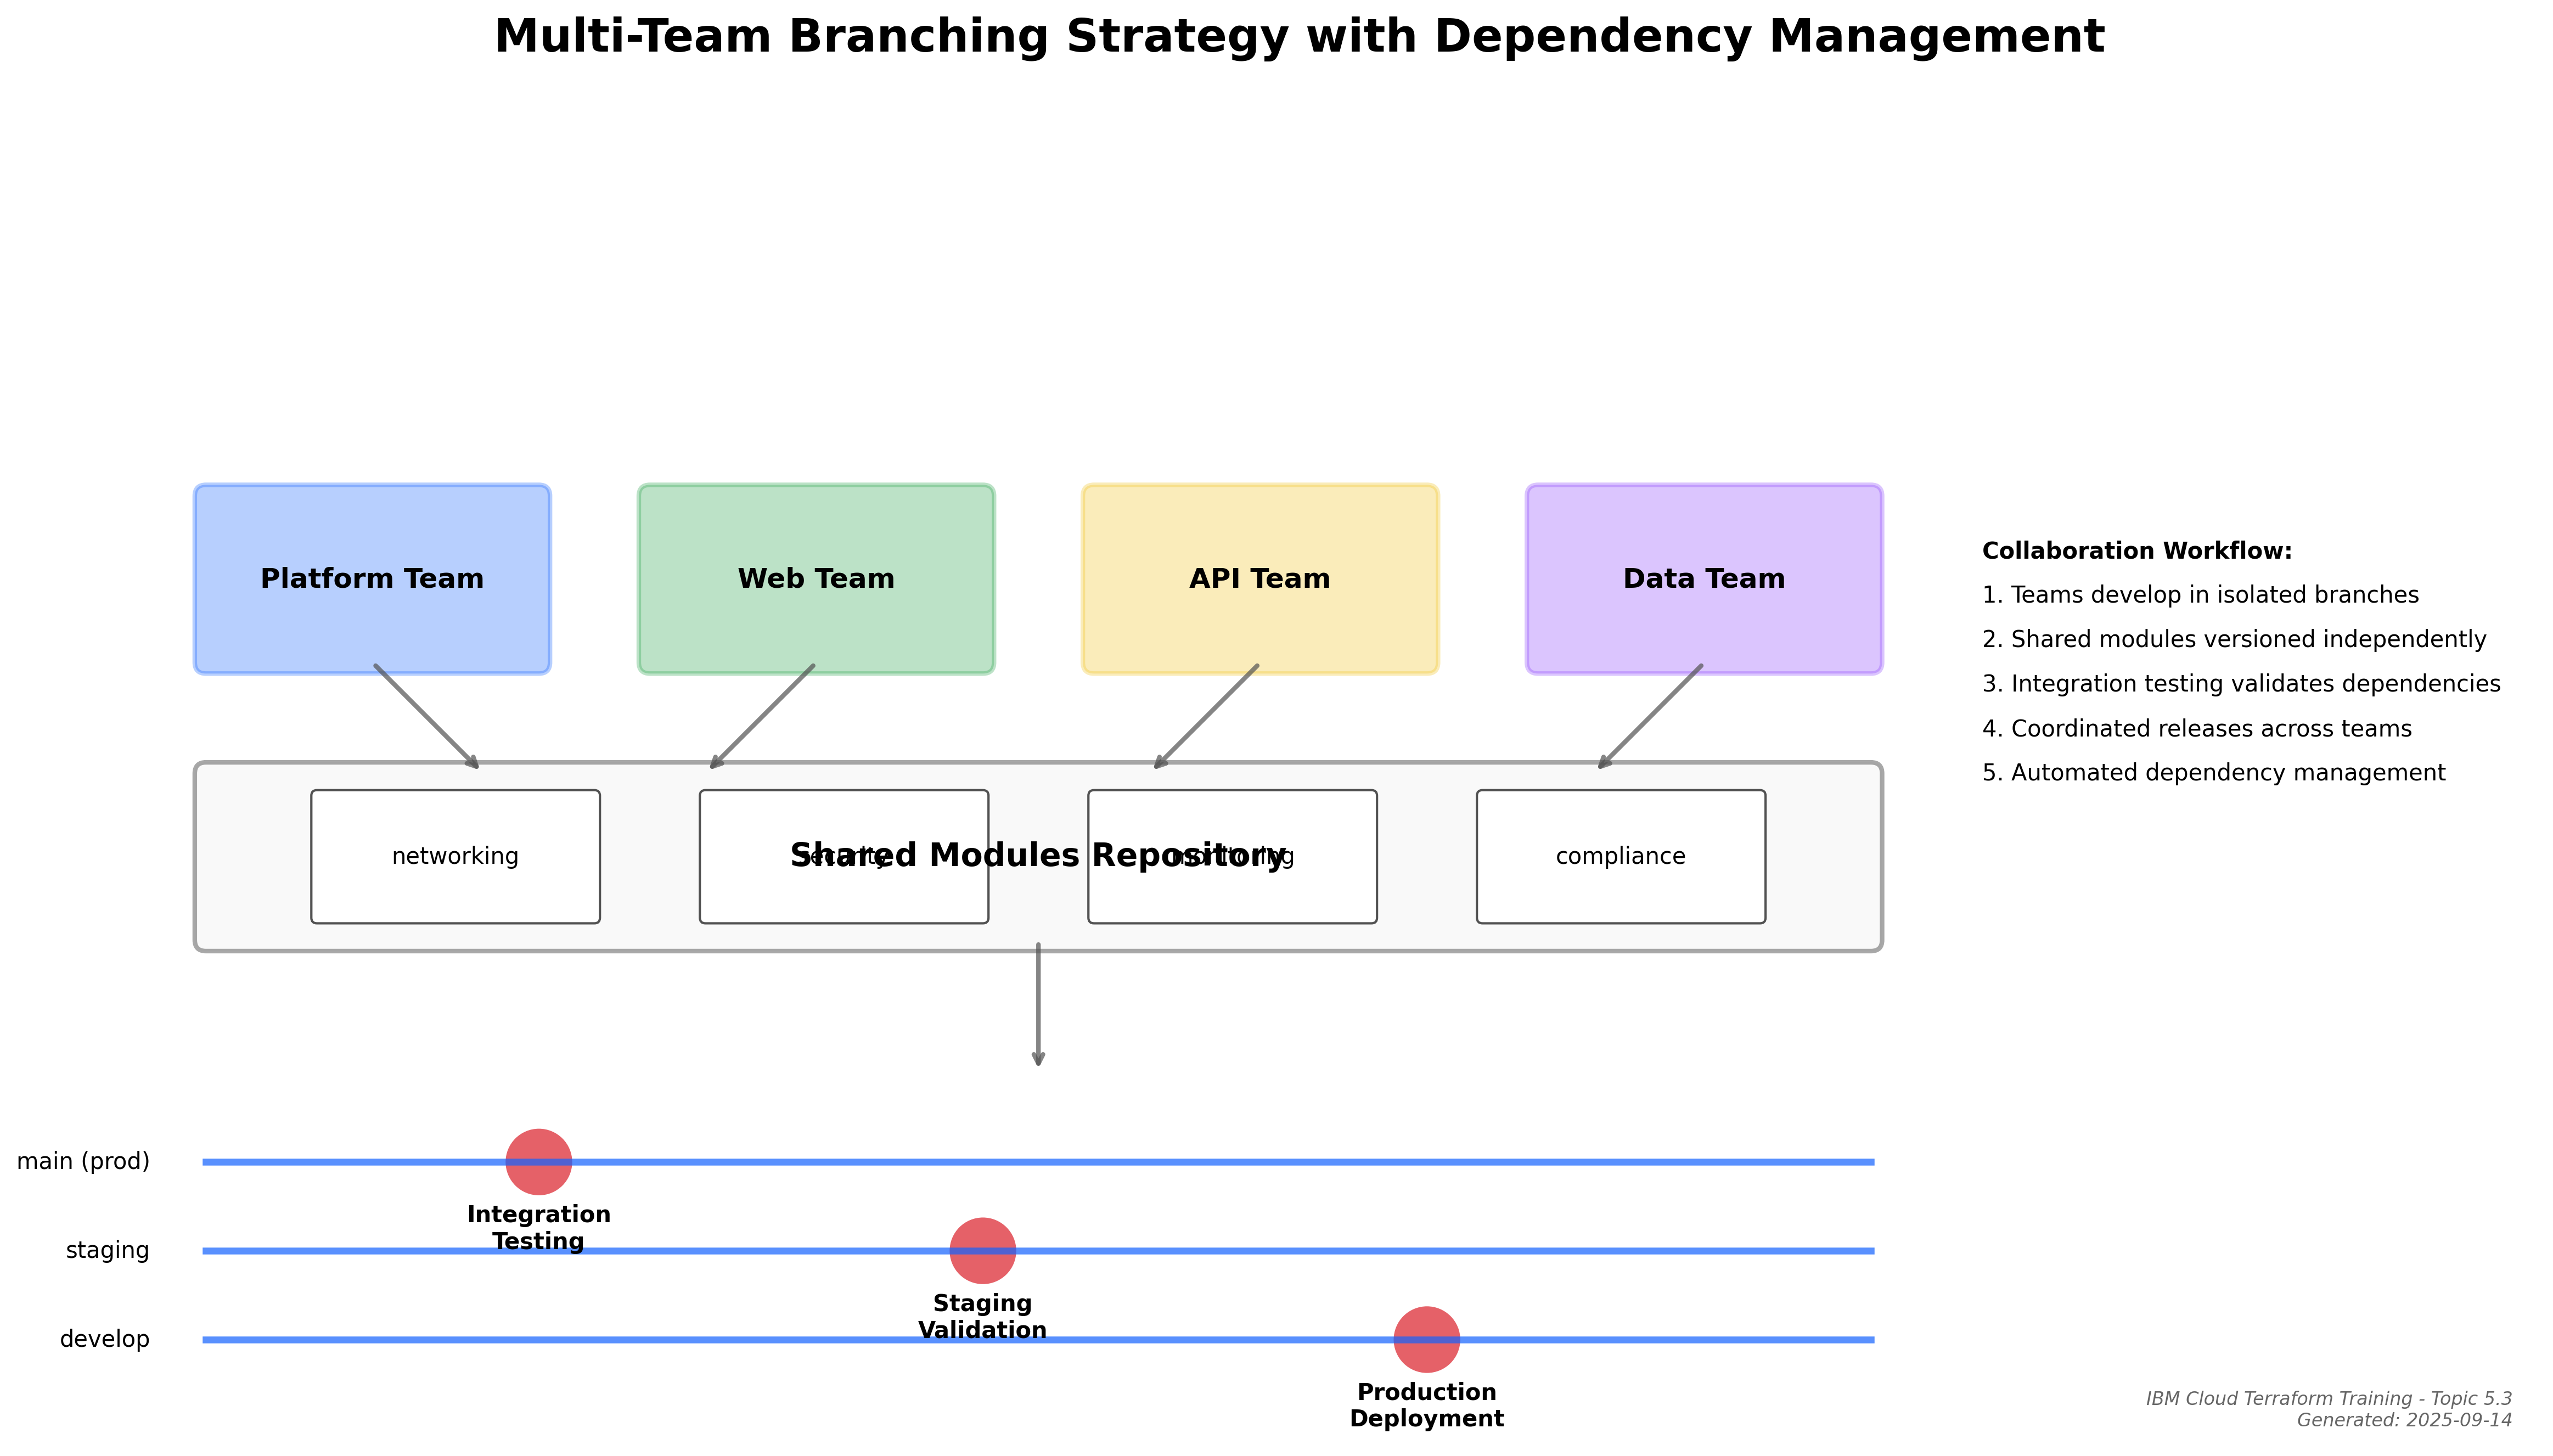 Multi-Team Branching Strategy with Dependency Management
Platform Team
Web Team
API Team
Data Team
Collaboration Workflow:
1. Teams develop in isolated branches
2. Shared modules versioned independently
3. Integration testing validates dependencies
4. Coordinated releases across teams
5. Automated dependency management
Shared Modules Repository
networking
security
monitoring
compliance
main (prod)
Integration
Testing
staging
Staging
Validation
develop
Production
Deployment
IBM Cloud Terraform Training - Topic 5.3
Generated: 2025-09-14